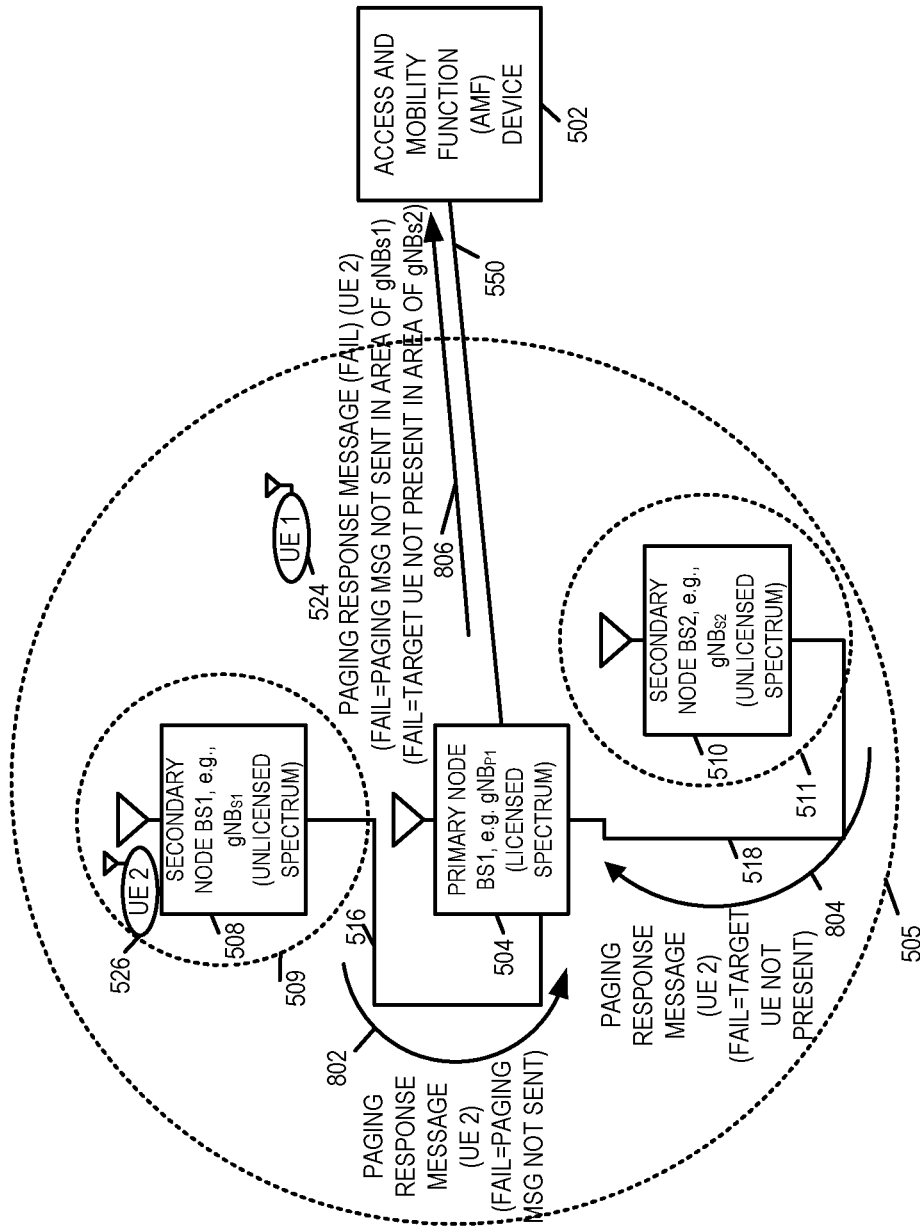 ACCESS AND
MOBILITY
FUNCTION
(AMF)
DEVICE
502
PAGING RESPONSE MESSAGE (FAIL) (UE 2)
(FAIL=PAGING MSG NOT SENT IN AREA OF gNBs1)
(FAIL= TARGET UE NOT PRESENT IN AREA OF gNBs2)
550
806
UE 1
524
UE 2
526
SECONDARY
NODE BS1, e.g.,
gNBS1
(UNLICENSED
SPECTRUM)
508
509
516
PRIMARY NODE
BS1, e.g. gNBP1
(LICENSED
SPECTRUM)
504
SECONDARY
NODE BS2, e.g.,
gNBS2
(UNLICENSED
SPECTRUM)
510
511
518
804
505
802
PAGING
RESPONSE
MESSAGE
(UE 2)
(FAIL=PAGING
MSG NOT SENT)
PAGING
RESPONSE
MESSAGE
(UE 2)
(FAIL=TARGET
UE NOT
PRESENT)